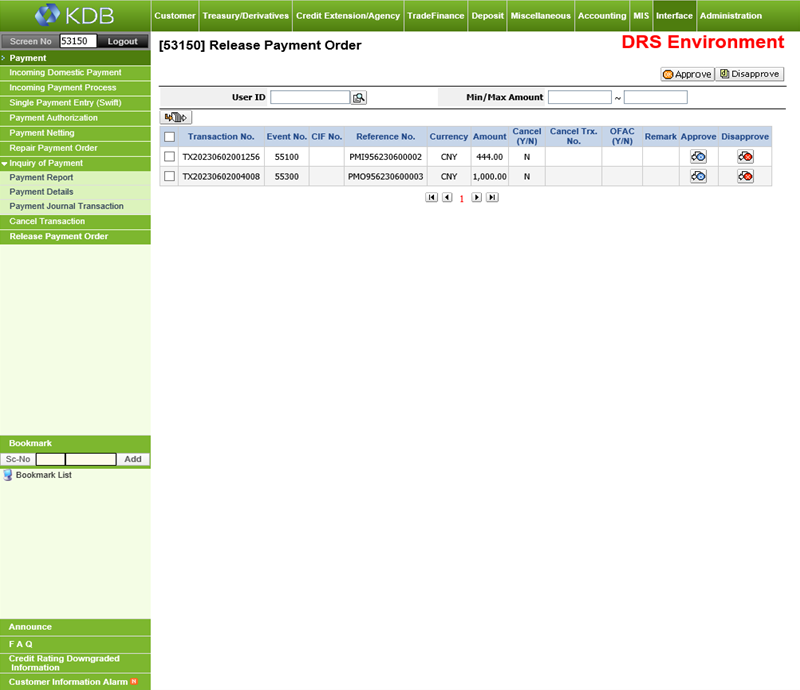 KDB
Customer Treasury/Derivatives Credit Extension/Agency TradeFinance Deposit Miscellaneous Accounting MIS Interface Administration
Screen No 53150 Logout
[53150] Release Payment Order
DRS Environment
Payment
Incoming Domestic Payment
Incoming Payment Process
Single Payment Entry (Swift)
Payment Authorization
Payment Netting
Repair Payment Order
Inquiry of Payment
Payment Report
Payment Details
Payment Journal Transaction
Cancel Transaction
Release Payment Order
Approve Disapprove
User ID Min/Max Amount ~
Transaction No. Event No. CIF No. Reference No. Currency Amount Cancel (Y/N) Cancel Trx. No. OFAC (Y/N) Remark Approve Disapprove
TX20230602001256 55100 PMI956230600002 CNY 444.00 N
TX20230602004008 55300 PMO956230600003 CNY 1,000.00 N
1
Bookmark
Sc-No Add
Bookmark List
Announce
F A Q
Credit Rating Downgraded
Information
Customer Information Alarm N